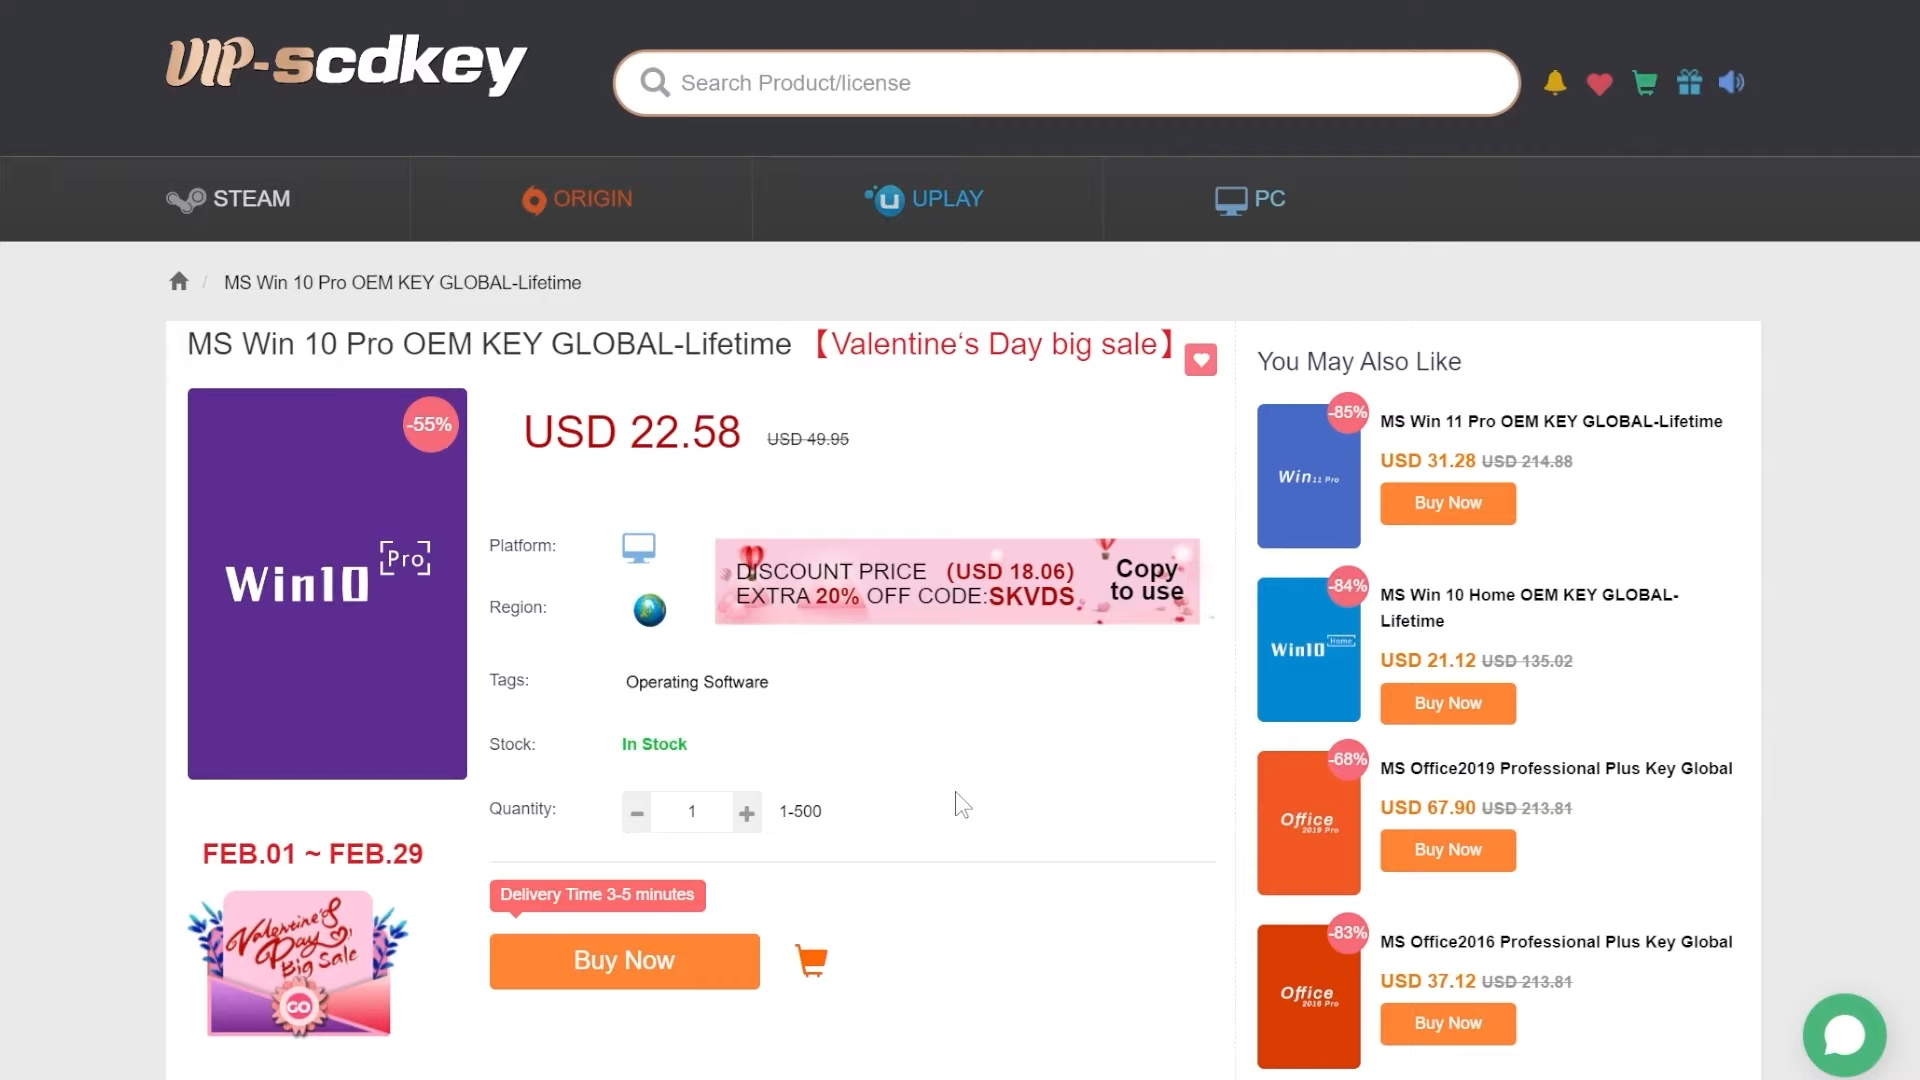 VIP-scdkey
Search Product/license
STEAM
ORIGIN
UPLAY
PC
MS Win 10 Pro OEM KEY GLOBAL-Lifetime
MS Win 10 Pro OEM KEY GLOBAL-Lifetime 【Valentine‘s Day big sale】
-55%
Win10 Pro
USD 22.58 USD 49.95
Platform:
DISCOUNT PRICE (USD 18.06)
EXTRA 20% OFF CODE:SKVDS
Copy
to use
Region:
Tags: Operating Software
Stock: In Stock
Quantity: - 1 + 1-500
FEB.01 ~ FEB.29
Valentine's
Day
Big Sale
GO
Delivery Time 3-5 minutes
Buy Now
You May Also Like
-85%
Win 11 Pro
MS Win 11 Pro OEM KEY GLOBAL-Lifetime
USD 31.28 USD 214.88
Buy Now
-84%
Win10 Home
MS Win 10 Home OEM KEY GLOBAL-
Lifetime
USD 21.12 USD 135.02
Buy Now
-68%
Office
2019 Pro
MS Office2019 Professional Plus Key Global
USD 67.90 USD 213.81
Buy Now
-83%
Office
2016 Pro
MS Office2016 Professional Plus Key Global
USD 37.12 USD 213.81
Buy Now